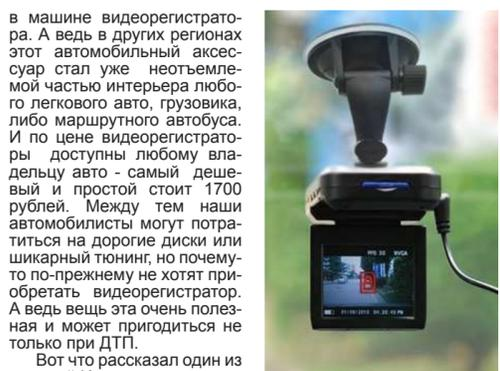 в машине видеорегистрато-
ра. А ведь в других регионах
этот автомобильный аксес-
суар стал уже неотъемле-
мой частью интерьера любо-
го легкового авто, грузовика,
либо маршрутного автобуса.
И по цене видеорегистрато-
ры доступны любому вла-
дельцу авто - самый деше-
вый и простой стоит 1700
рублей. Между тем наши
автомобилисты могут потра-
титься на дорогие диски или
шикарный тюнинг, но почему-
то по-прежнему не хотят при-
обретать видеорегистратор.
А ведь вещь эта очень полез-
ная и может пригодиться не
только при ДТП.
Вот что рассказал один из